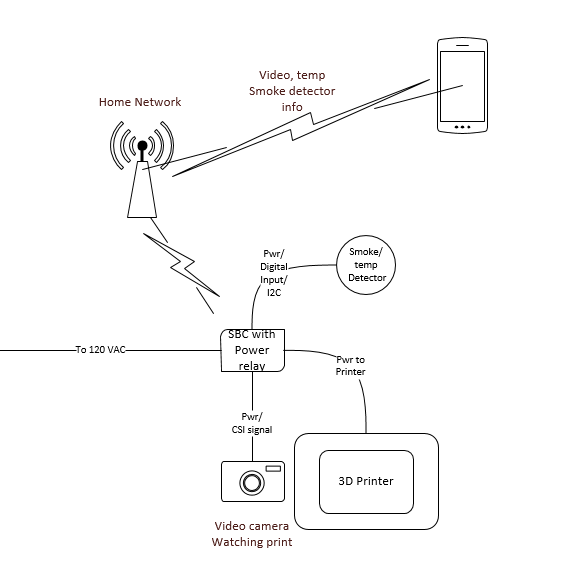 Video, temp
Smoke detector
info
Home Network
Pwr/
Digital
Input/
I2C
Smoke/
temp
Detector
SBC with
Power
relay
To 120 VAC
Pwr to
Printer
Pwr/
CSI signal
3D Printer
Video camera
Watching print